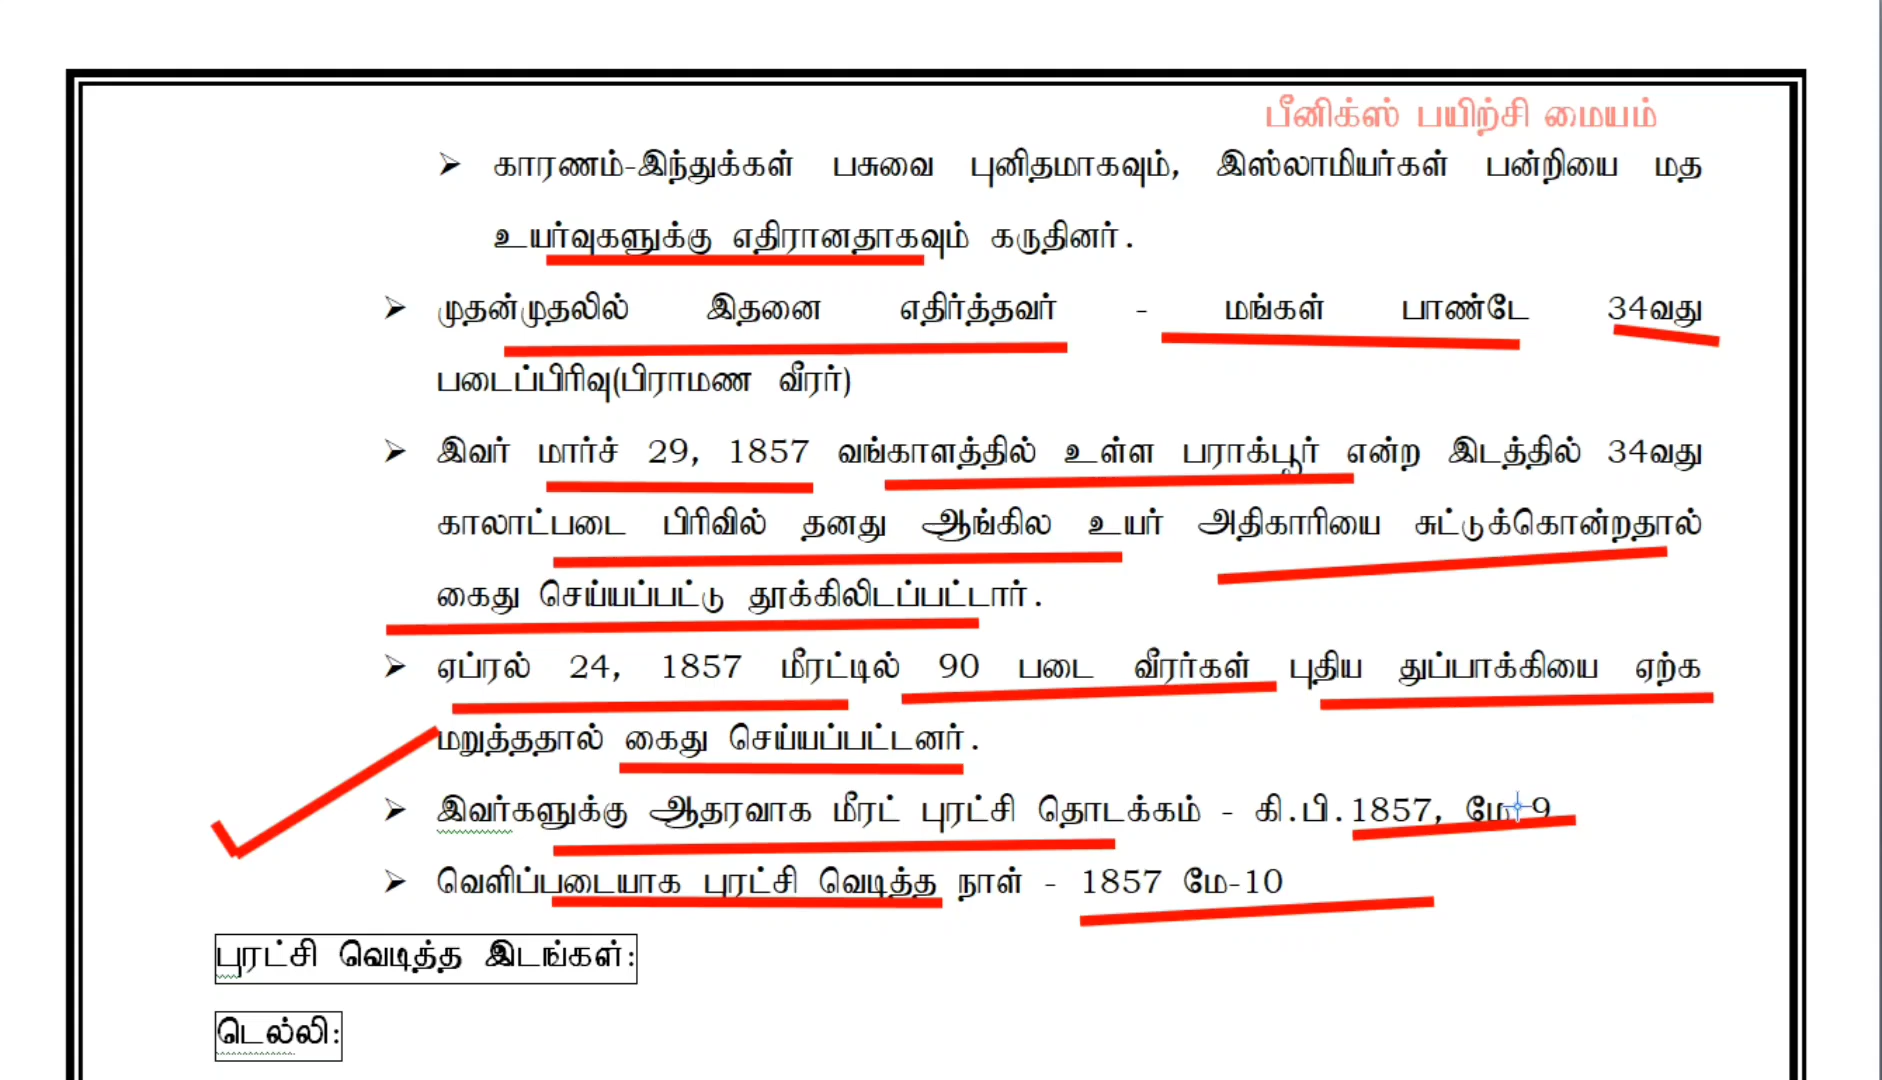 பீனிக்ஸ் பயிற்சி மையம்
➢ காரணம்-இந்துக்கள் பசுவை புனிதமாகவும், இஸ்லாமியர்கள் பன்றியை மத
உயர்வுகளுக்கு எதிரானதாகவும் கருதினர்.
➢ முதன்முதலில் இதனை எதிர்த்தவர் - மங்கள் பாண்டே 34வது
படைப்பிரிவு(பிராமண வீரர்)
➢ இவர் மார்ச் 29, 1857 வங்காளத்தில் உள்ள பராக்பூர் என்ற இடத்தில் 34வது
காலாட்படை பிரிவில் தனது ஆங்கில உயர் அதிகாரியை சுட்டுக்கொன்றதால்
கைது செய்யப்பட்டு தூக்கிலிடப்பட்டார்.
➢ ஏப்ரல் 24, 1857 மீரட்டில் 90 படை வீரர்கள் புதிய துப்பாக்கியை ஏற்க
மறுத்ததால் கைது செய்யப்பட்டனர்.
➢ இவர்களுக்கு ஆதரவாக மீரட் புரட்சி தொடக்கம் - கி.பி.1857, மே-9
➢ வெளிப்படையாக புரட்சி வெடித்த நாள் - 1857 மே-10
புரட்சி வெடித்த இடங்கள்:
டெல்லி: